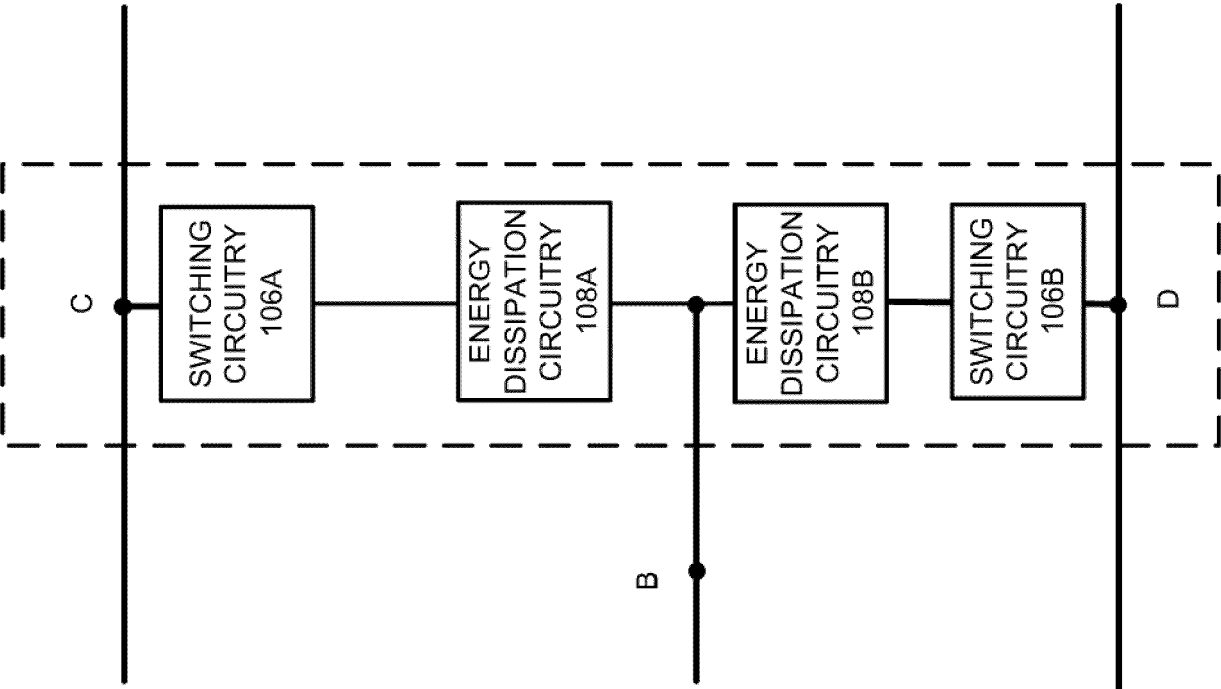 C
SWITCHING
CIRCUITRY
106A
ENERGY
DISSIPATION
CIRCUITRY
108A
B
ENERGY
DISSIPATION
CIRCUITRY
108B
SWITCHING
CIRCUITRY
106B
D